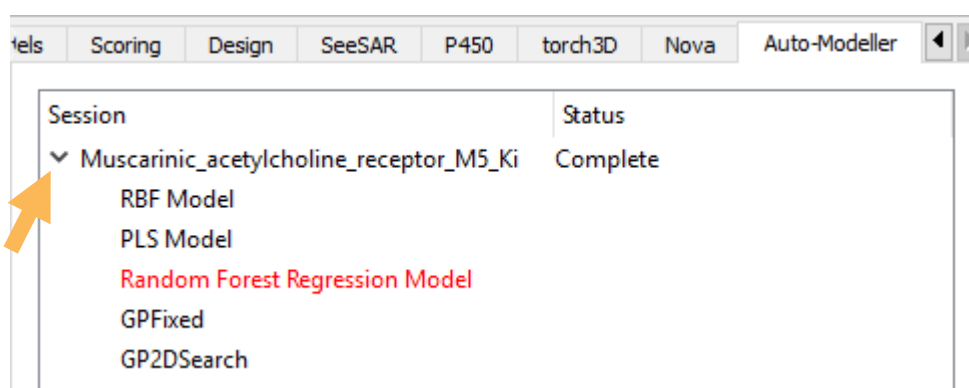 Scoring Design SeeSAR P450 torch3D Nova Auto-Modeller
Session Status
Muscarinic_acetylcholine_receptor_M5_Ki Complete
RBF Model
PLS Model
Random Forest Regression Model
GPFixed
GP2DSearch